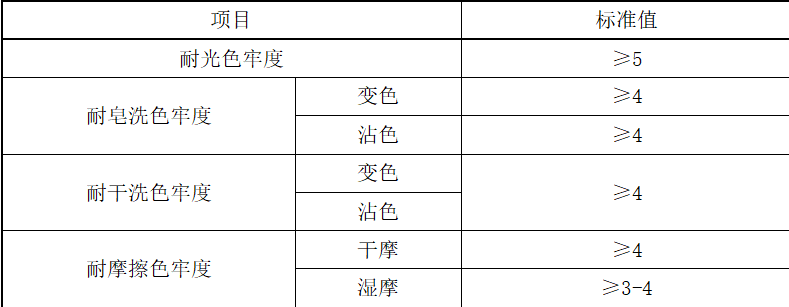 项目 标准值
耐光色牢度 ≥5
耐皂洗色牢度 变色 ≥4
沾色 ≥4
耐干洗色牢度 变色 ≥4
沾色
耐摩擦色牢度 干摩 ≥4
湿摩 ≥3-4